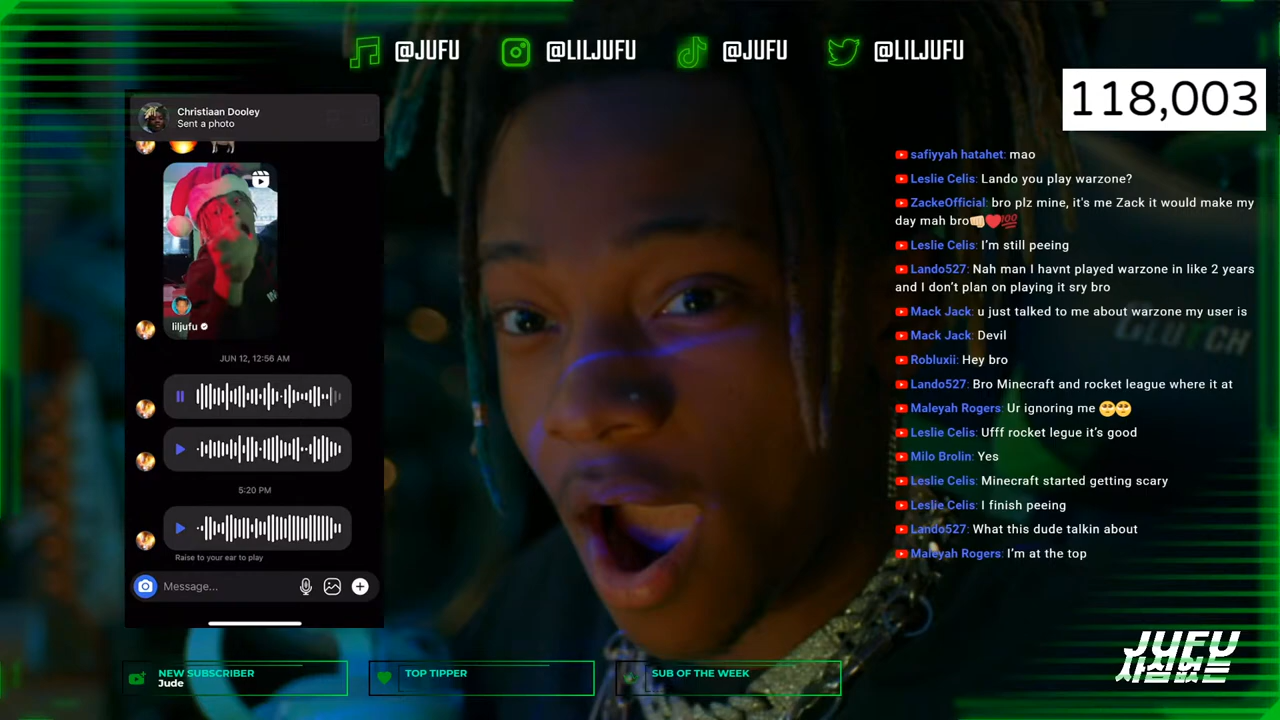 @JUFU @LILJUFU @JUFU @LILJUFU
118,003
Christiaan Dooley
Sent a photo
liljufu
JUN 12, 12:56 AM
5:20 PM
Raise to your ear to play
Message...
safiyyah hatahet: mao
Leslie Celis: Lando you play warzone?
ZackeOfficial: bro plz mine, it's me Zack it would make my
day mah bro👊🏼❤️💯
Leslie Celis: I'm still peeing
Lando527: Nah man I havnt played warzone in like 2 years
and I don't plan on playing it sry bro
Mack Jack: u just talked to me about warzone my user is
Mack Jack: Devil
Robluxii: Hey bro
Lando527: Bro Minecraft and rocket league where it at
Maleyah Rogers: Ur ignoring me 🥺🥺
Leslie Celis: Ufff rocket legue it's good
Milo Brolin: Yes
Leslie Celis: Minecraft started getting scary
Leslie Celis: I finish peeing
Lando527: What this dude talkin about
Maleyah Rogers: I'm at the top
NEW SUBSCRIBER
Jude
TOP TIPPER
SUB OF THE WEEK
JUFU
사심없는